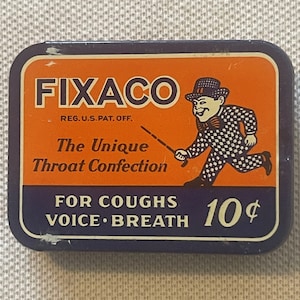 FIXACO
REG. U.S. PAT. OFF.
The Unique
Throat Confection
FOR COUGHS
VOICE · BREATH
10¢